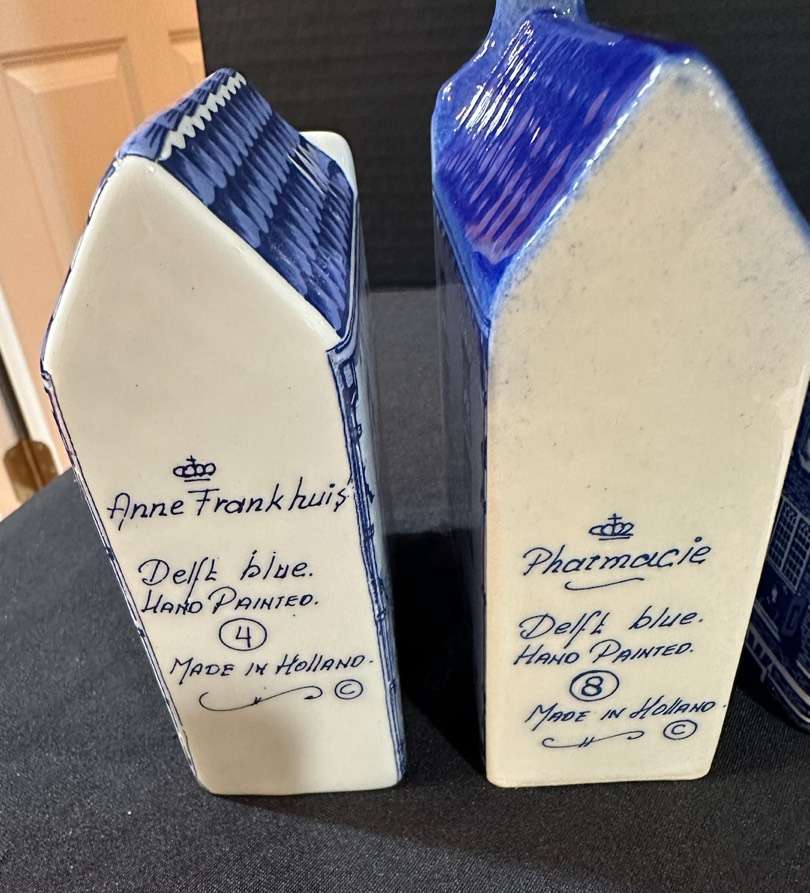 Anne Frankhuis
Delft blue.
HAND PAINTED.
4
MADE IN HOLLAND.
©
Pharmacie
Delft blue.
HAND PAINTED.
8
MADE IN HOLLAND.
©